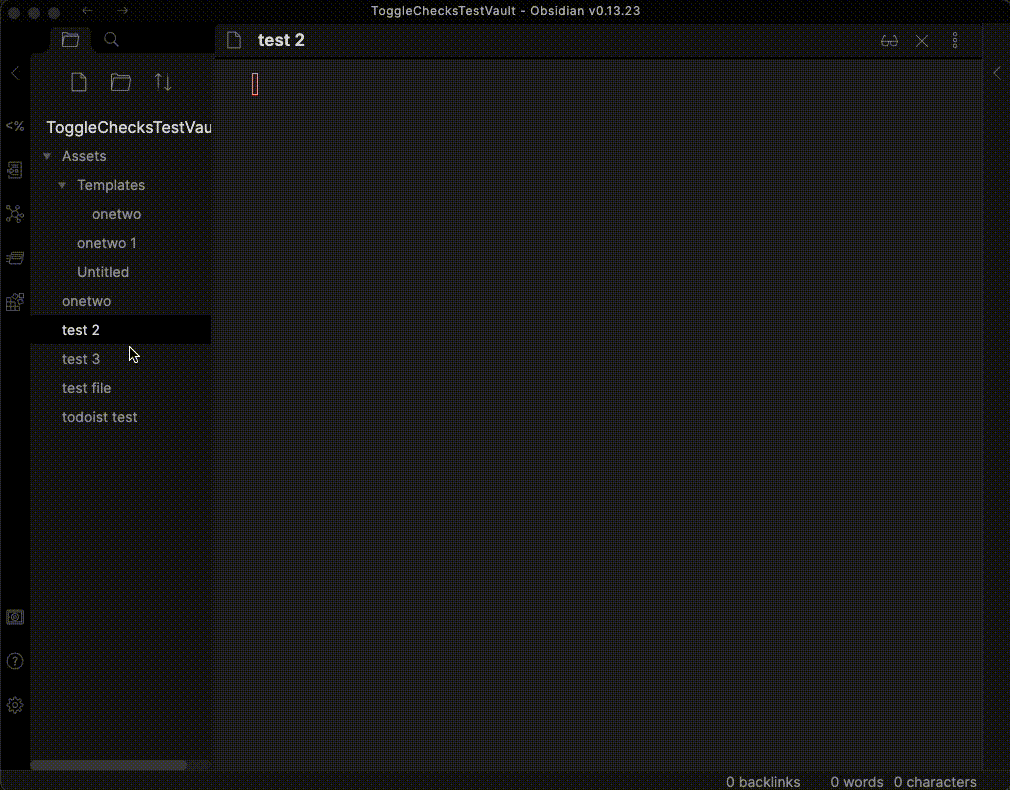 ToggleChecksTestVault - Obsidian v0.13.23
test 2
<%
ToggleChecksTestVau
Assets
Templates
onetwo
onetwo 1
Untitled
onetwo
test 2
test 3
test file
todoist test
?
0 backlinks 0 words 0 characters